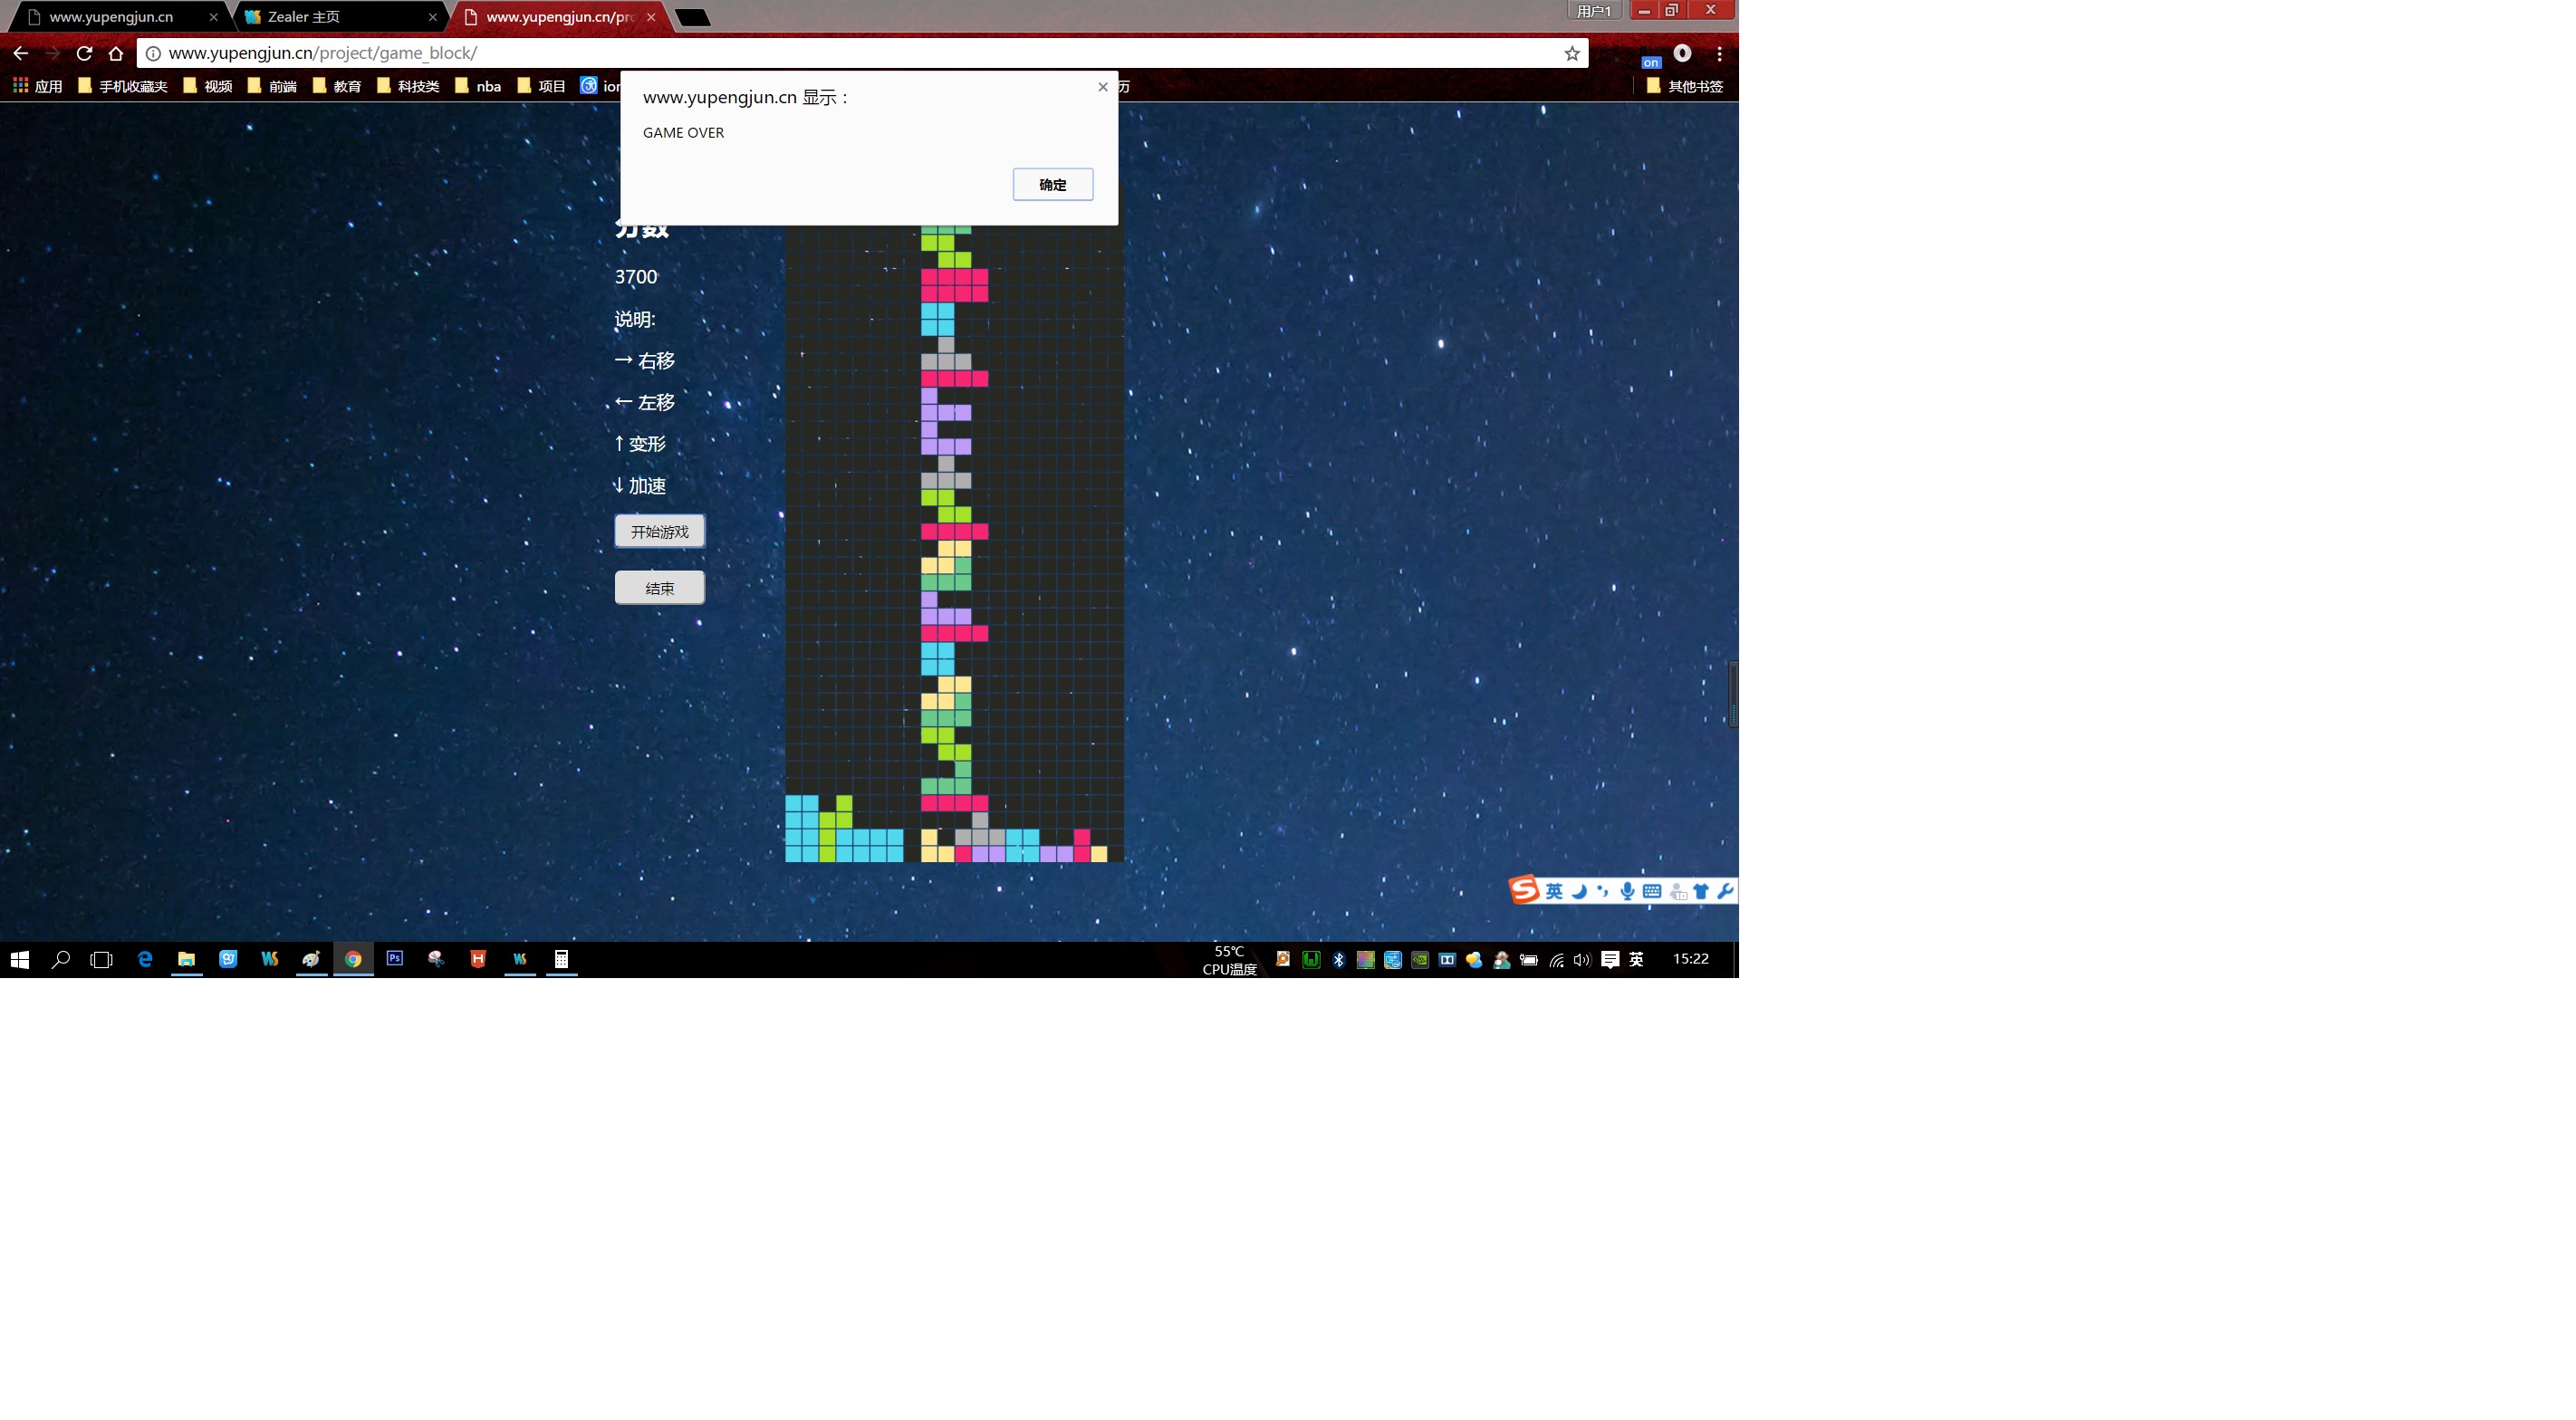 www.yupengjun.cn
Zealer 主页
www.yupengjun.cn/pro
用户1
www.yupengjun.cn/project/game_block/
on
应用
手机收藏夹
视频
前端
教育
科技类
nba
项目
ion
历
其他书签
www.yupengjun.cn 显示：
GAME OVER
确定
分数
3700
说明:
→ 右移
← 左移
↑ 变形
↓ 加速
开始游戏
结束
英
Ps
55℃
CPU温度
英
15:22